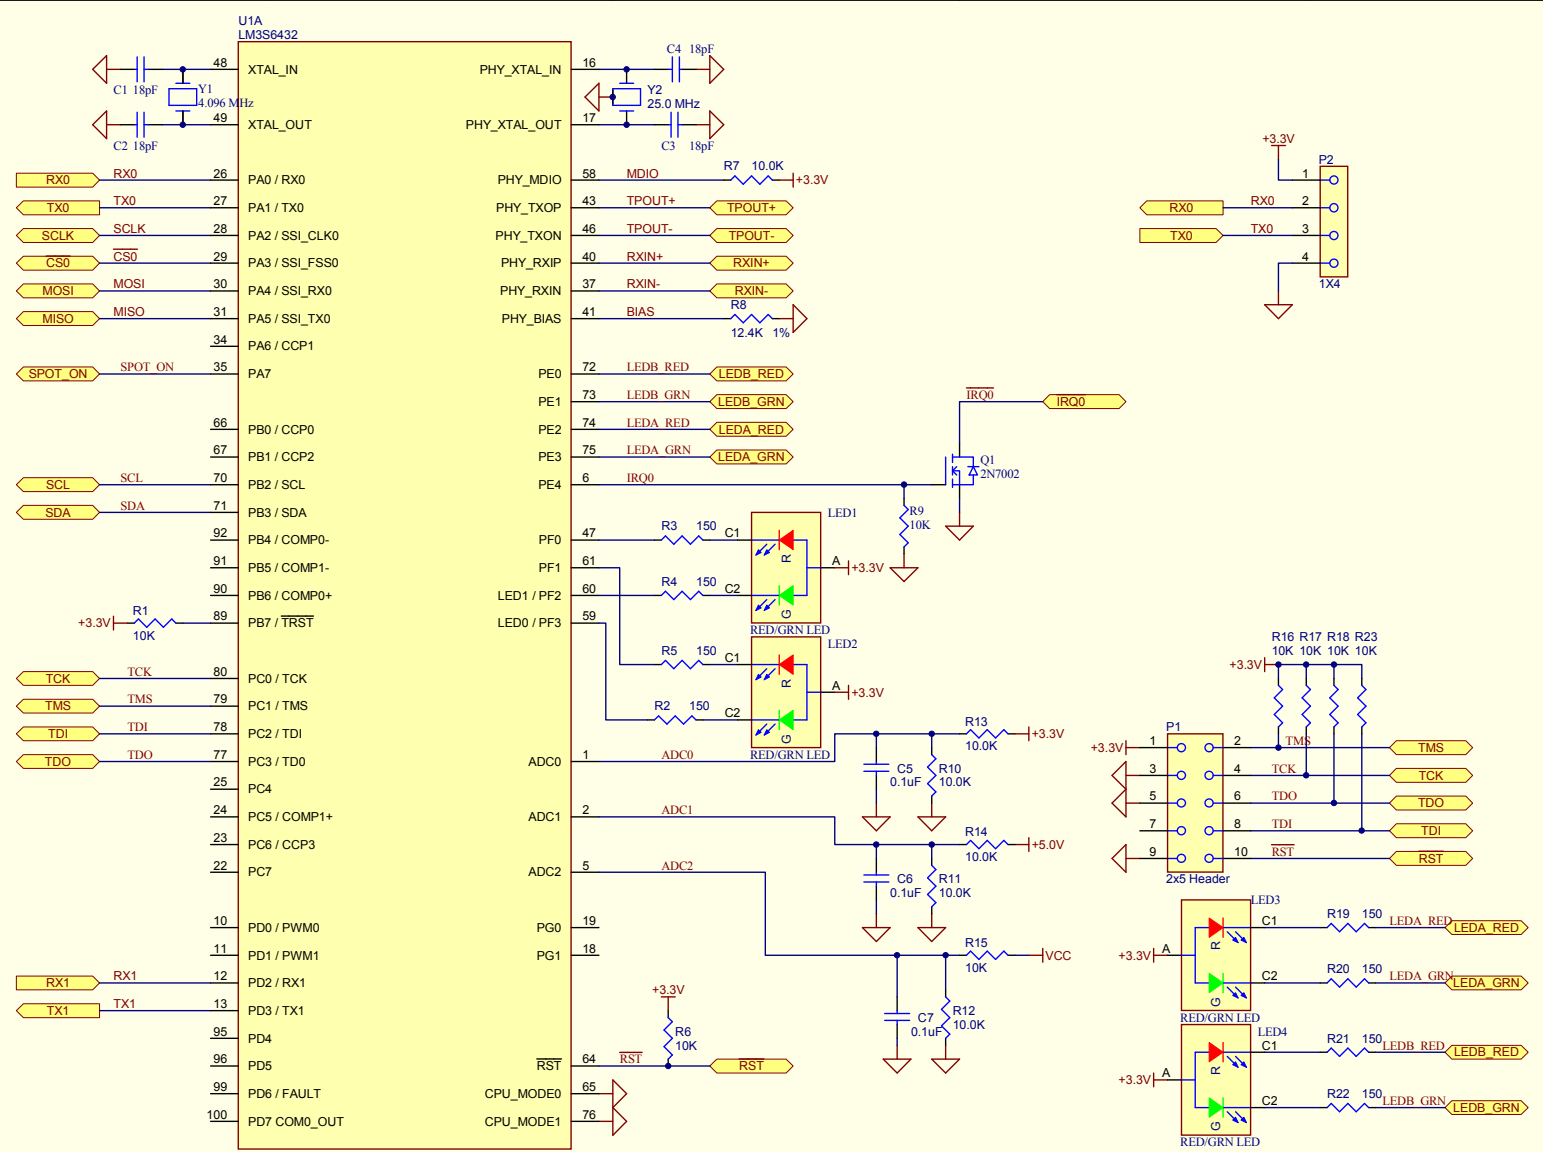 U1A
LM3S6432
48 XTAL_IN
C1 18pF
Y1
4.096 MHz
49 XTAL_OUT
C2 18pF
RX0 RX0 26 PA0 / RX0
TX0 TX0 27 PA1 / TX0
SCLK SCLK 28 PA2 / SSI_CLK0
CS0 CS0 29 PA3 / SSI_FSS0
MOSI MOSI 30 PA4 / SSI_RX0
MISO MISO 31 PA5 / SSI_TX0
34 PA6 / CCP1
SPOT_ON SPOT_ON 35 PA7
66 PB0 / CCP0
67 PB1 / CCP2
SCL SCL 70 PB2 / SCL
SDA SDA 71 PB3 / SDA
92 PB4 / COMP0-
91 PB5 / COMP1-
90 PB6 / COMP0+
+3.3V R1 10K 89 PB7 / TRST
TCK TCK 80 PC0 / TCK
TMS TMS 79 PC1 / TMS
TDI TDI 78 PC2 / TDI
TDO TDO 77 PC3 / TD0
25 PC4
24 PC5 / COMP1+
23 PC6 / CCP3
22 PC7
10 PD0 / PWM0
11 PD1 / PWM1
RX1 RX1 12 PD2 / RX1
TX1 TX1 13 PD3 / TX1
95 PD4
96 PD5
99 PD6 / FAULT
100 PD7 COM0_OUT
PHY_XTAL_IN 16
C4 18pF
Y2
25.0 MHz
PHY_XTAL_OUT 17
C3 18pF
PHY_MDIO 58 MDIO R7 10.0K +3.3V
PHY_TXOP 43 TPOUT+ TPOUT+
PHY_TXON 46 TPOUT- TPOUT-
PHY_RXIP 40 RXIN+ RXIN+
PHY_RXIN 37 RXIN- RXIN-
PHY_BIAS 41 BIAS R8 12.4K 1%
PE0 72 LEDB_RED LEDB_RED
PE1 73 LEDB_GRN LEDB_GRN
PE2 74 LEDA_RED LEDA_RED
PE3 75 LEDA_GRN LEDA_GRN
PE4 6 IRQ0
R9
10K
Q1
2N7002
IRQ0 IRQ0
PF0 47 R3 150 C1
PF1 61
LED1 / PF2 60 R4 150 C2
LED0 / PF3 59
LED1
R
G
A +3.3V
RED/GRN LED
R5 150 C1
R2 150 C2
LED2
R
G
A +3.3V
RED/GRN LED
ADC0 1 ADC0
R13
10.0K
+3.3V
C5
0.1uF
R10
10.0K
ADC1 2 ADC1
R14
10.0K
+5.0V
C6
0.1uF
R11
10.0K
ADC2 5 ADC2
R15
10K
VCC
C7
0.1uF
R12
10.0K
PG0 19
PG1 18
+3.3V
R6
10K
RST 64 RST RST
CPU_MODE0 65
CPU_MODE1 76
+3.3V
P2
1
RX0 RX0 2
TX0 TX0 3
4
1X4
R16 R17 R18 R23
10K 10K 10K 10K
+3.3V
P1
+3.3V 1 2 TMS TMS
3 4 TCK TCK
5 6 TDO TDO
7 8 TDI TDI
9 10 RST RST
2x5 Header
LED3
+3.3V A
R
G
C1 R19 150 LEDA_RED LEDA_RED
C2 R20 150 LEDA_GRN LEDA_GRN
RED/GRN LED
LED4
+3.3V A
R
G
C1 R21 150 LEDB_RED LEDB_RED
C2 R22 150 LEDB_GRN LEDB_GRN
RED/GRN LED